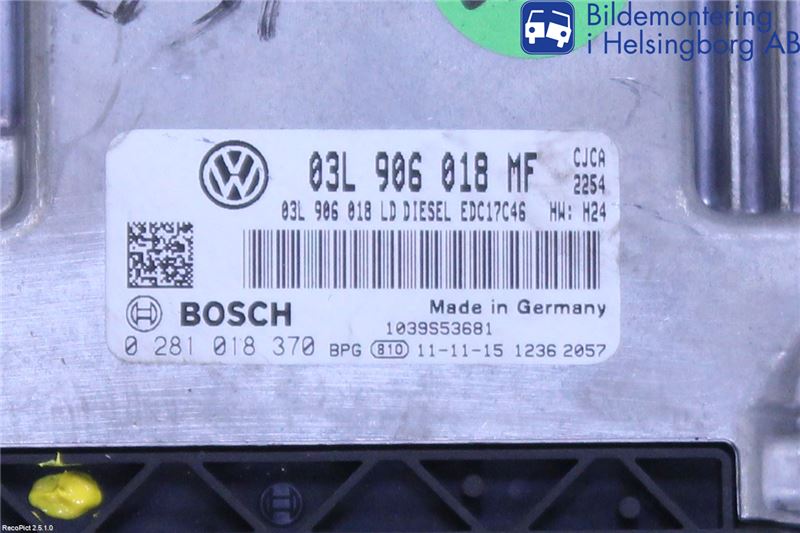 Bildemontering
i Helsingborg AB
03L 906 018 MF
CJCA
2254
03L 906 018 LD DIESEL EDC17C46 HW: H24
BOSCH
Made in Germany
1039S53681
0 281 018 370 BPG 810 11-11-15 1236 2057
RecoPict 2.5.1.0